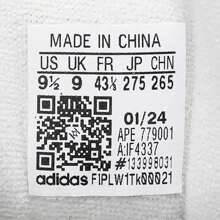 MADE IN CHINA
US UK FR JP CHN
9½ 9 43⅓ 275 265
01/24
APE 779001
A:IF4337
#133998031
adidas FIPLW1Tk00021